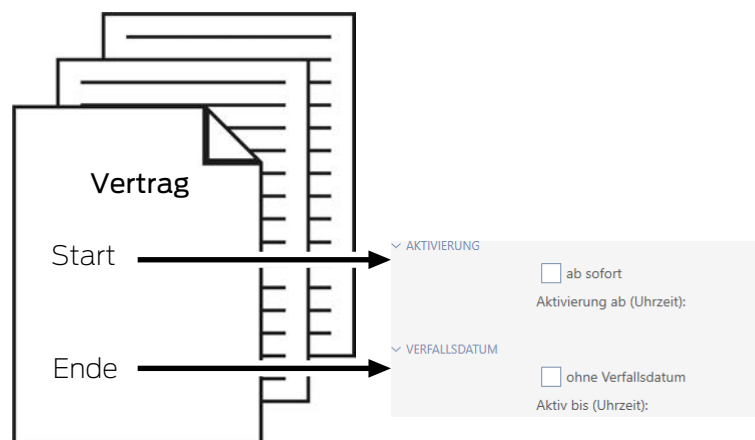 Vertrag
Start
AKTIVIERUNG
ab sofort
Aktivierung ab (Uhrzeit):
Ende
VERFALLSDATUM
ohne Verfallsdatum
Aktiv bis (Uhrzeit):